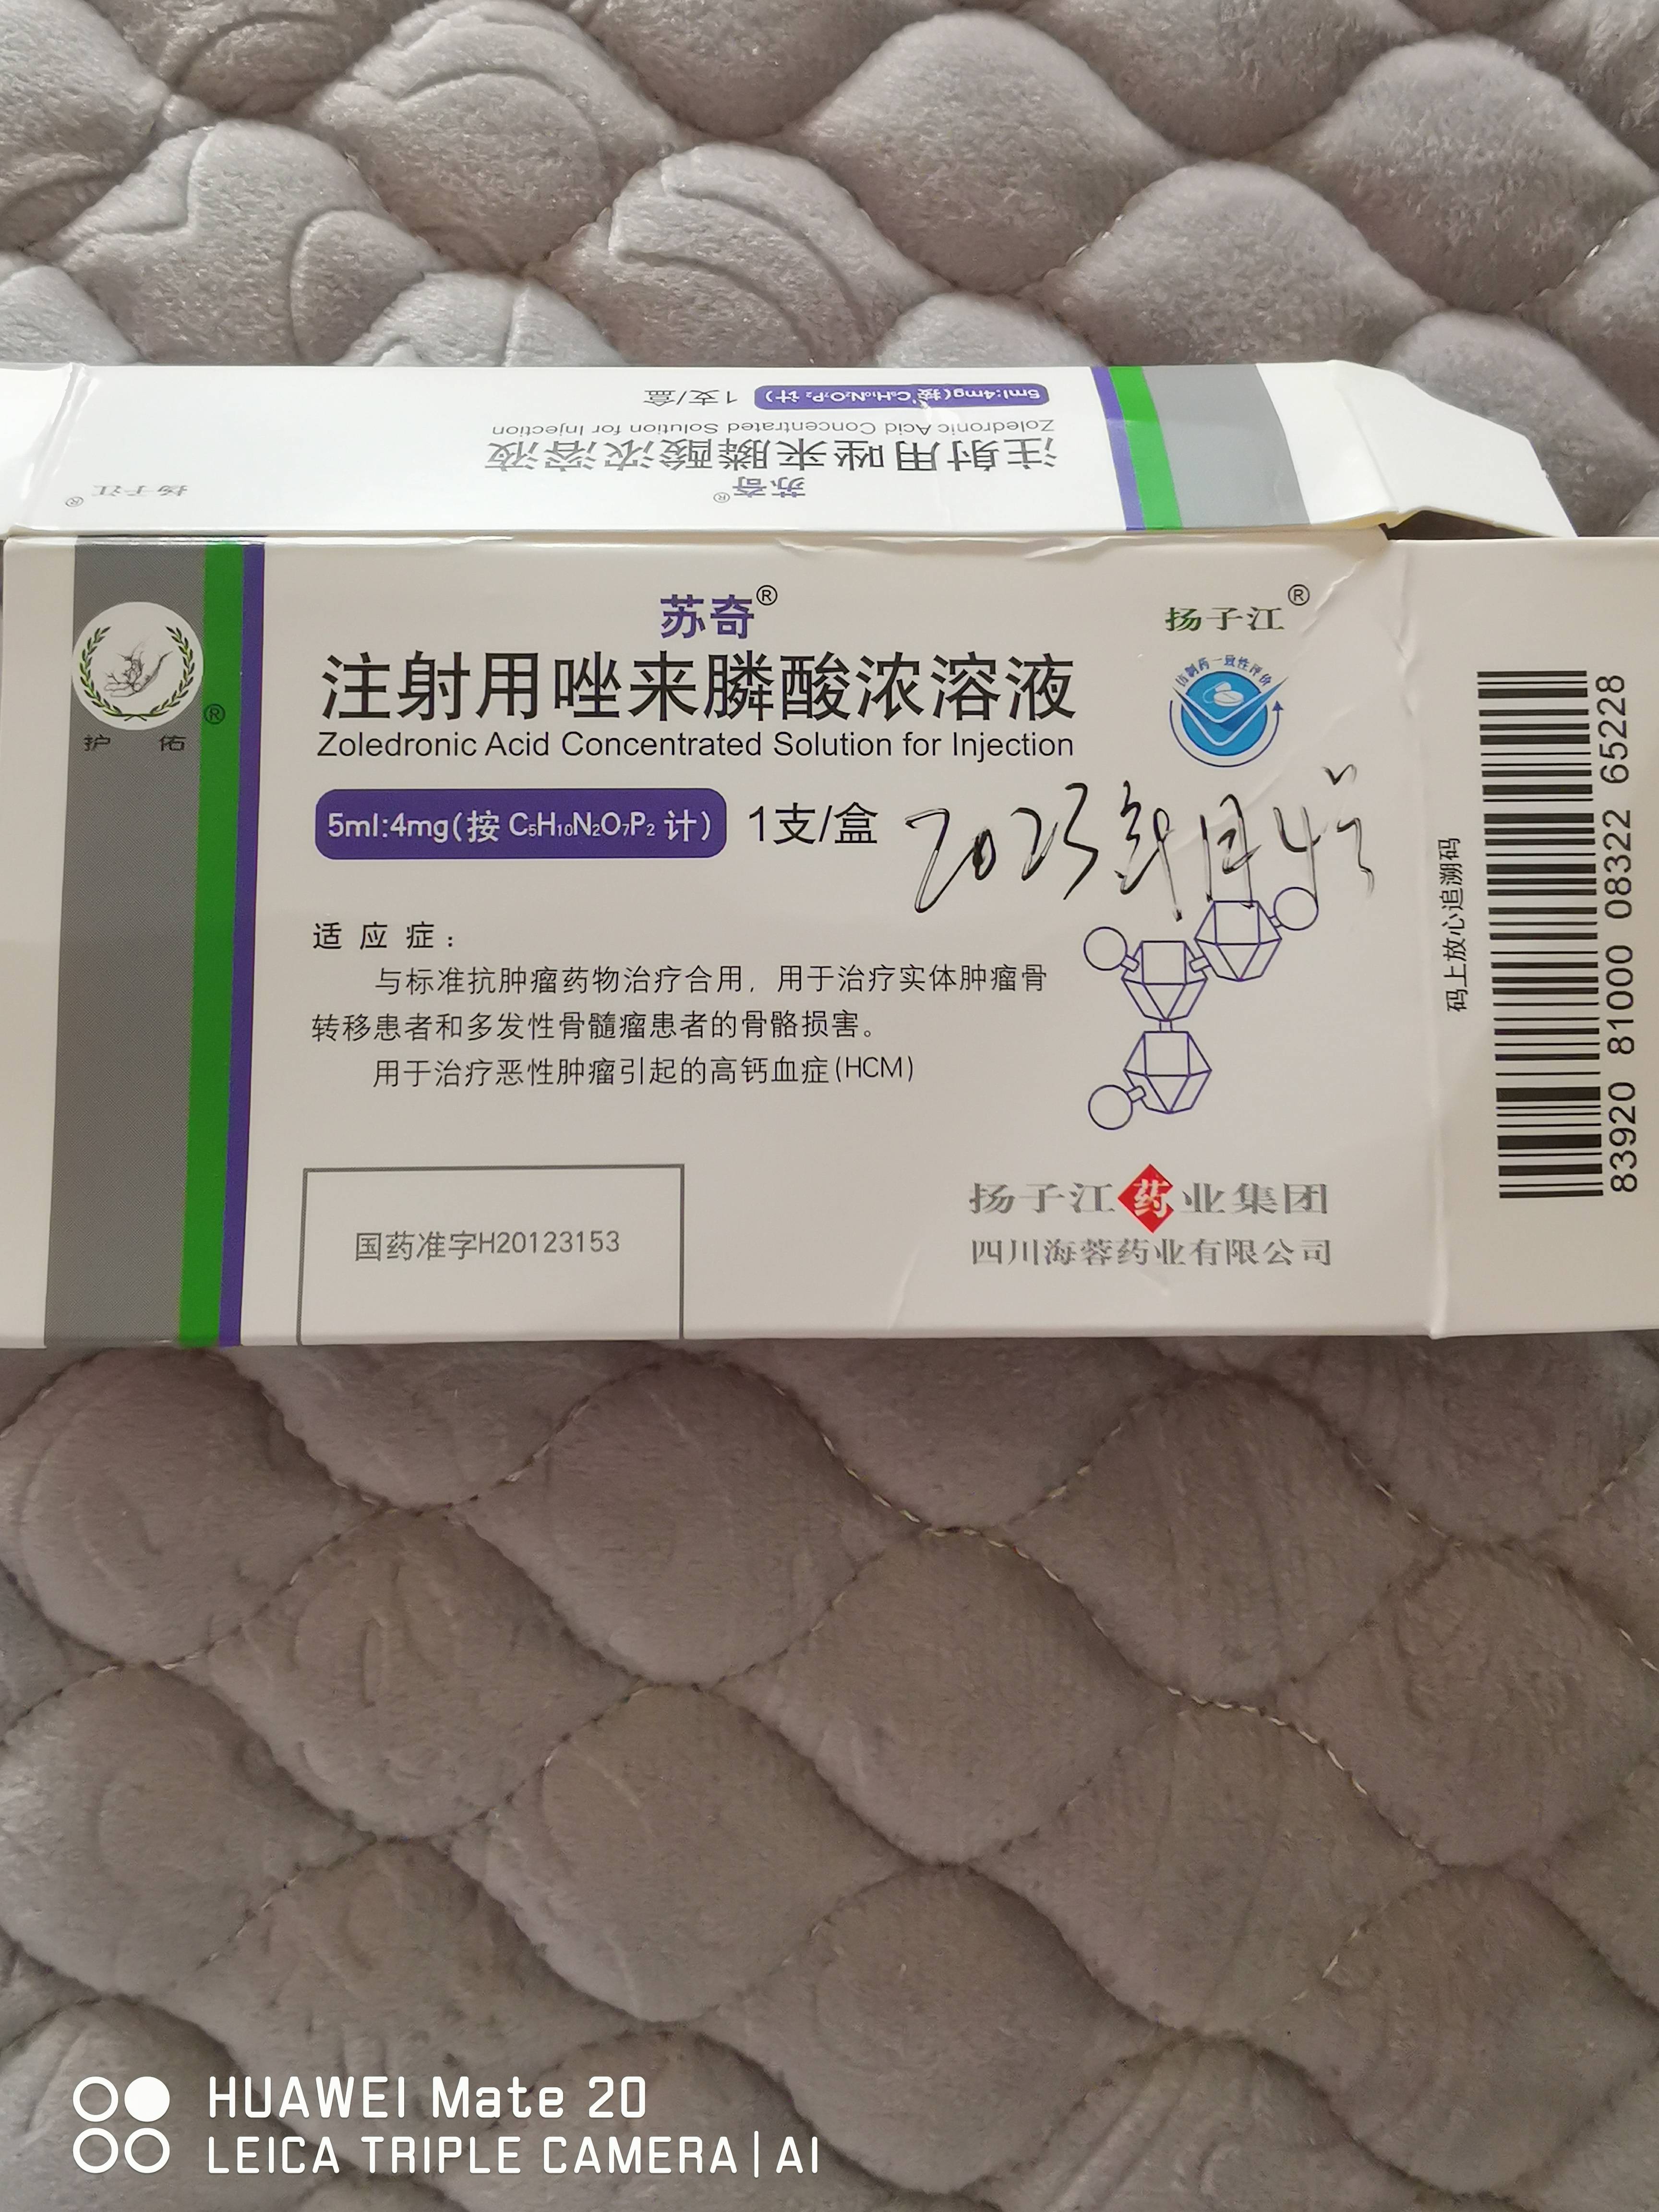 5ml:4mg(按C₅H₁₀N₂O₇P₂计) 1支/盒
Zoledronic Acid Concentrated Solution for Injection
注射用唑来膦酸浓溶液
苏奇®
扬子江®
苏奇®
扬子江®
注射用唑来膦酸浓溶液
仿制药一致性评价
Zoledronic Acid Concentrated Solution for Injection
护佑®
5ml:4mg(按C₅H₁₀N₂O₇P₂计) 1支/盒
2023
适应症：
与标准抗肿瘤药物治疗合用，用于治疗实体肿瘤骨
转移患者和多发性骨髓瘤患者的骨骼损害。
用于治疗恶性肿瘤引起的高钙血症(HCM)
国药准字H20123153
扬子江药业集团
四川海蓉药业有限公司
码上放心追溯码
83920 81000 08322 65228
HUAWEI Mate 20
LEICA TRIPLE CAMERA | AI